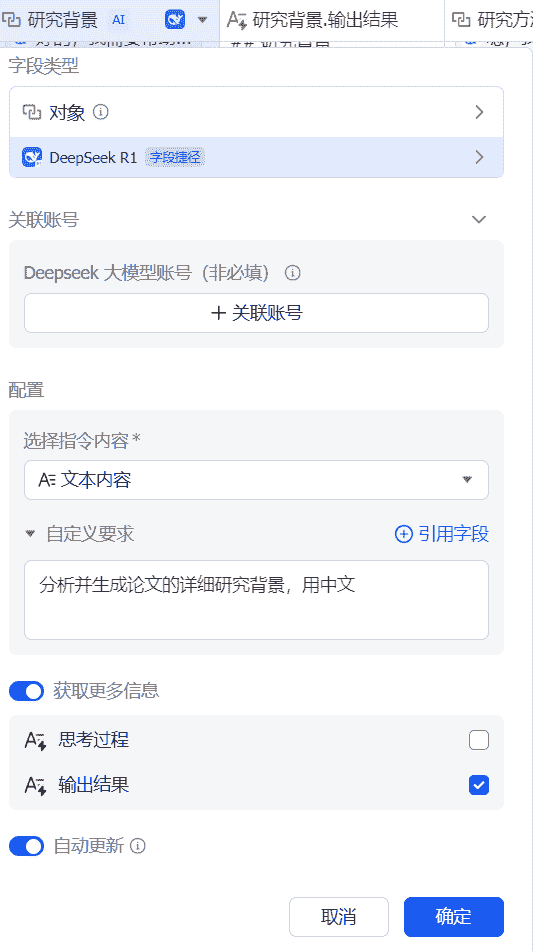 研究背景 AI 研究背景.输出结果 研究方
字段类型
对象
DeepSeek R1 字段捷径
关联账号
Deepseek 大模型账号（非必填）
+ 关联账号
配置
选择指令内容*
文本内容
自定义要求 引用字段
分析并生成论文的详细研究背景，用中文
获取更多信息
思考过程
输出结果
自动更新
取消 确定